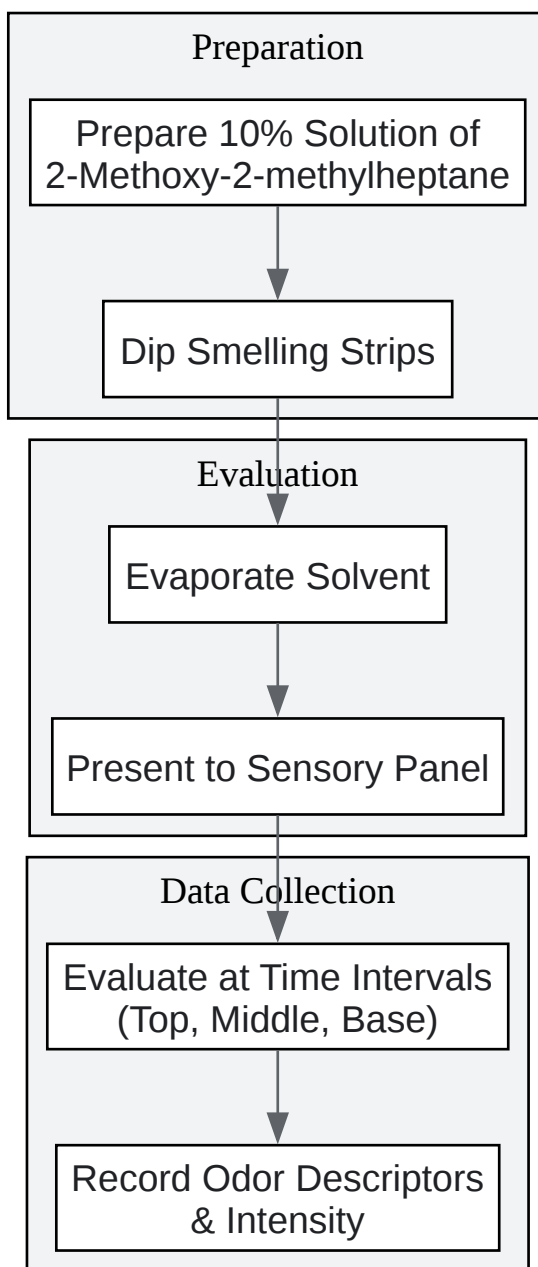 Preparation
Prepare 10% Solution of
2-Methoxy-2-methylheptane
Dip Smelling Strips
Evaluation
Evaporate Solvent
Present to Sensory Panel
Data Collection
Evaluate at Time Intervals
(Top, Middle, Base)
Record Odor Descriptors
& Intensity